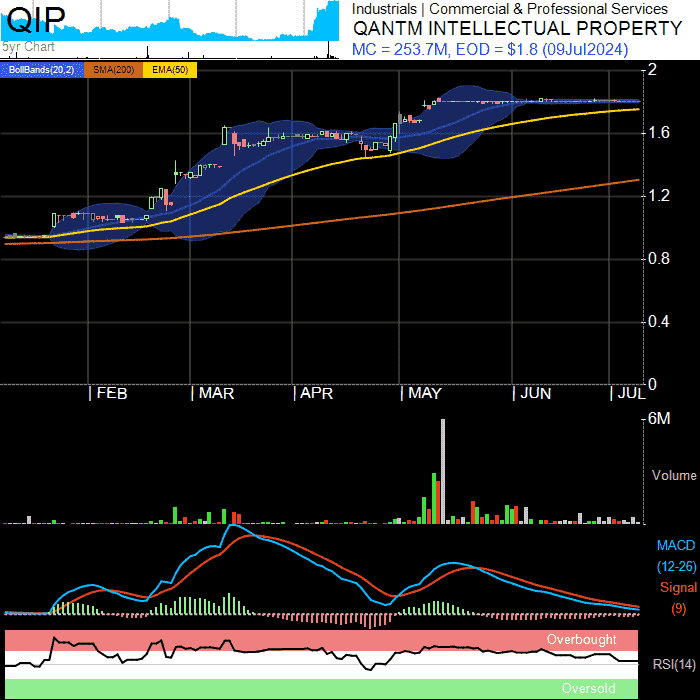 QIP
5yr Chart
Industrials | Commercial & Professional Services
QANTM INTELLECTUAL PROPERTY
MC = 253.7M, EOD = $1.8 (09Jul2024)
BollBands(20,2) SMA(200) EMA(50)
2
1.6
1.2
0.8
0.4
0
| FEB | MAR | APR | MAY | JUN | JUL
6M
Volume
MACD
(12-26)
Signal
(9)
Overbought
RSI(14)
Oversold